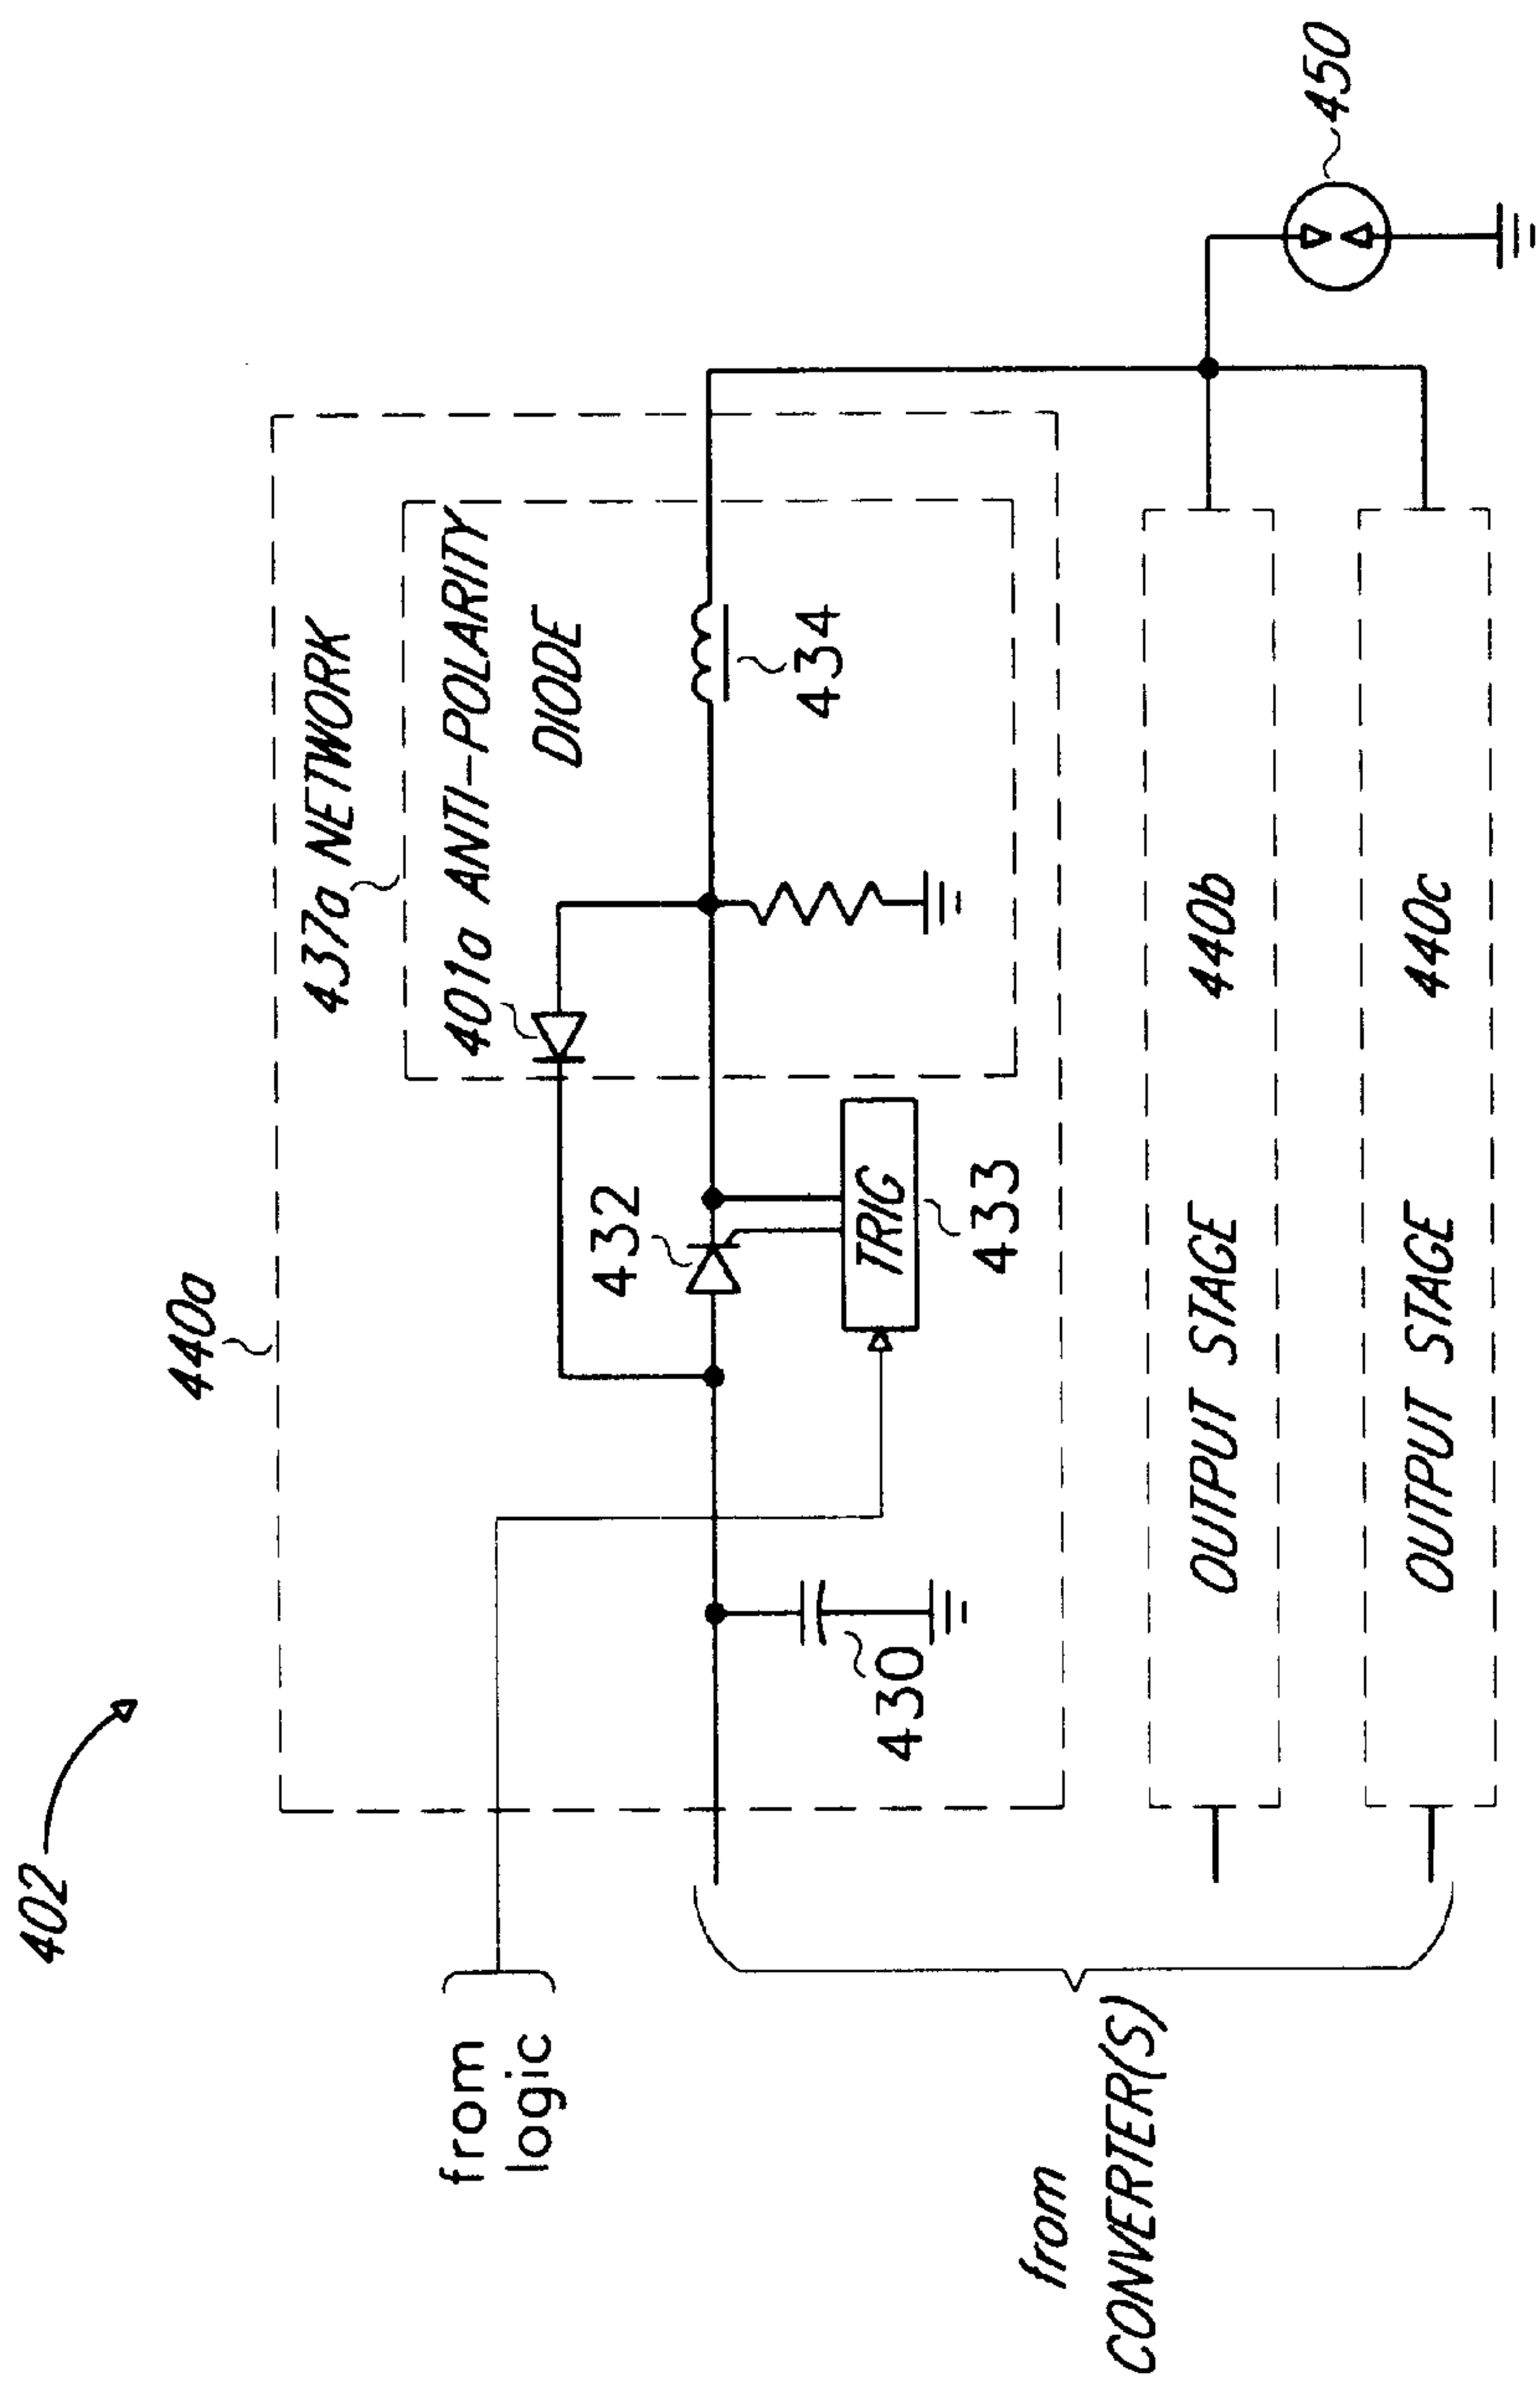 402
440a
437a NETWORK
401a ANTI-POLARITY
DIODE
from
logic
432
434
TRIG
433
430
450
from
CONVERTER(S)
OUTPUT STAGE 440b
OUTPUT STAGE 440c